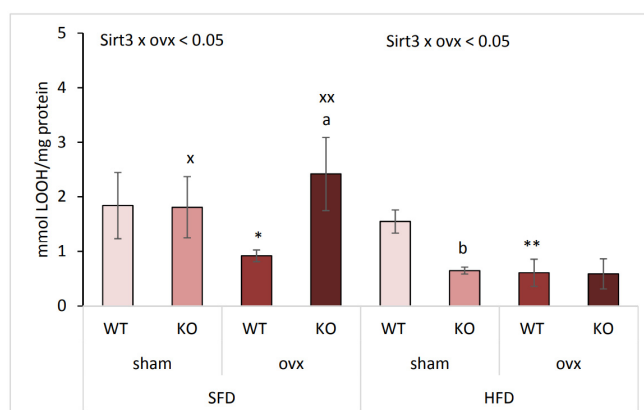 Sirt3 x ovx < 0.05 Sirt3 x ovx < 0.05
mmol LOOH/mg protein
5
4
3
2
1
0
x
*
xx
a
b
**
WT KO WT KO WT KO WT KO
sham ovx sham ovx
SFD HFD